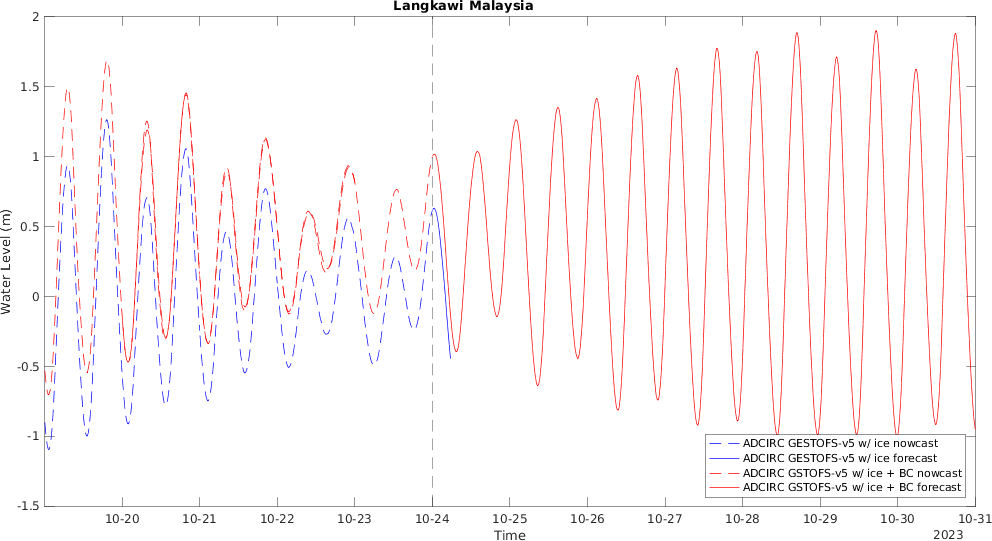 Langkawi Malaysia
2
1.5
1
0.5
0
-0.5
-1
-1.5
Water Level (m)
10-20 10-21 10-22 10-23 10-24 10-25 10-26 10-27 10-28 10-29 10-30 10-31
Time
2023
ADCIRC GESTOFS-v5 w/ ice nowcast
ADCIRC GESTOFS-v5 w/ ice forecast
ADCIRC GSTOFS-v5 w/ ice + BC nowcast
ADCIRC GSTOFS-v5 w/ ice + BC forecast